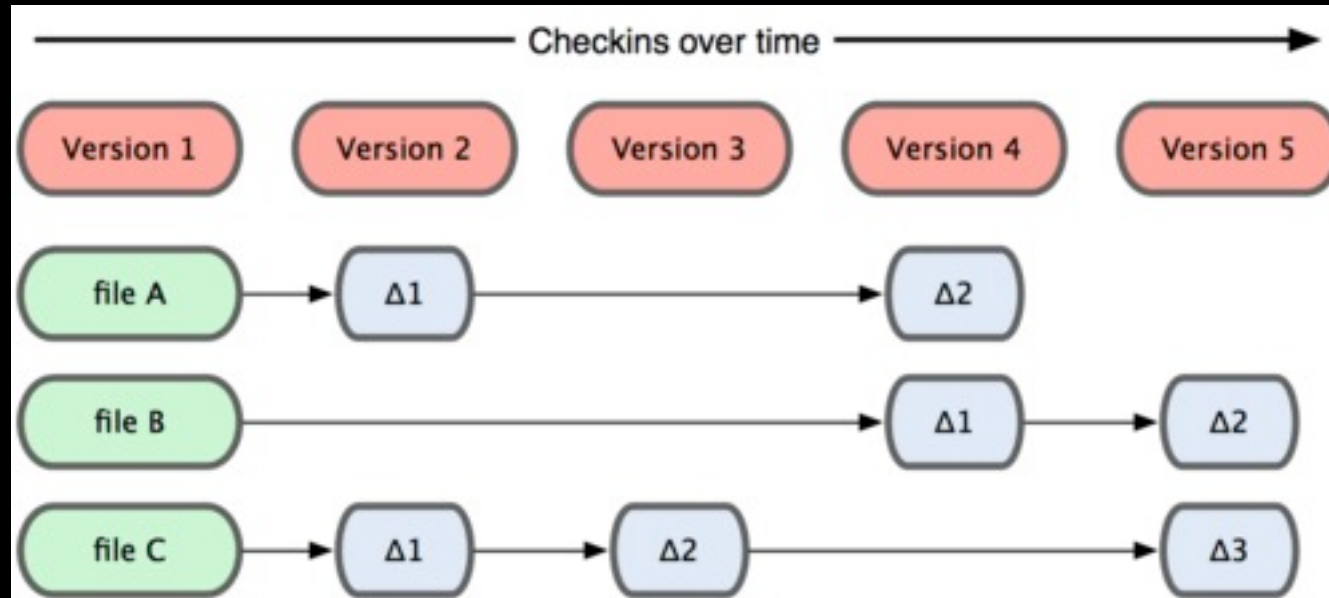 Checkins over time
Version 1 Version 2 Version 3 Version 4 Version 5
file A Δ1 Δ2
file B Δ1 Δ2
file C Δ1 Δ2 Δ3